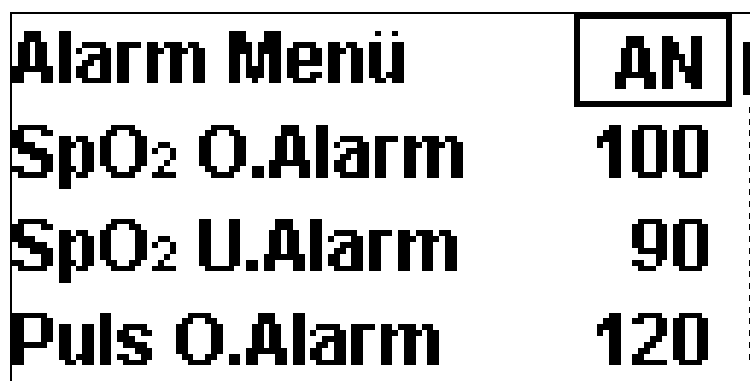 Alarm Menü AN
SpO₂ O.Alarm 100
SpO₂ U.Alarm 90
Puls O.Alarm 120